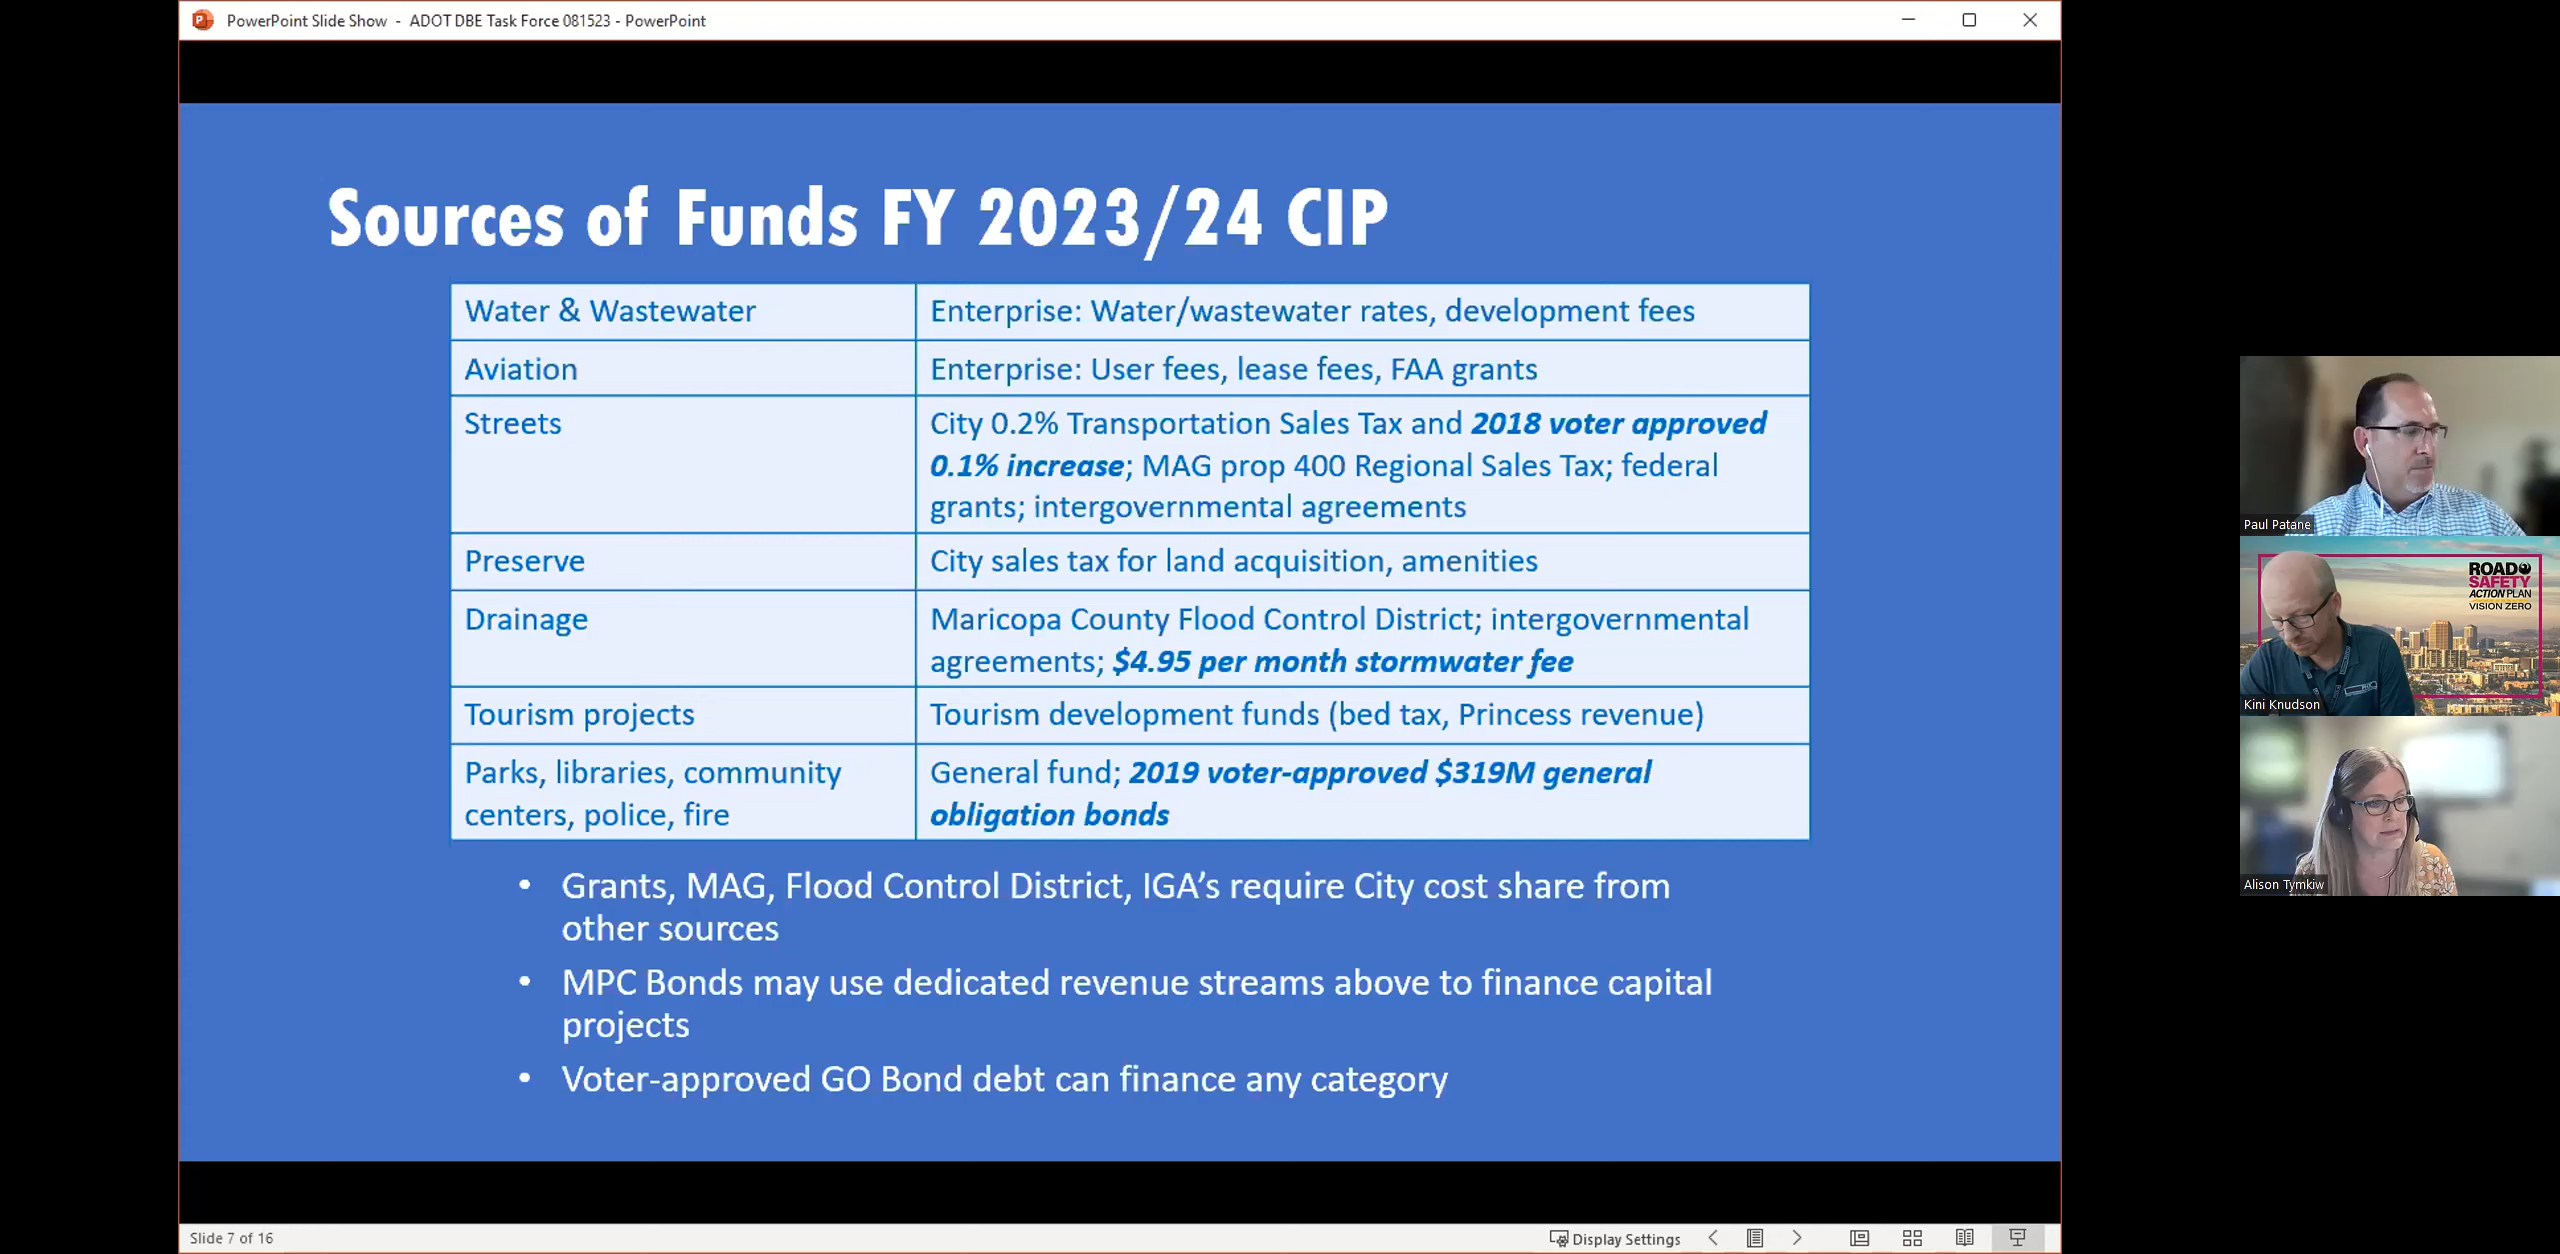 PowerPoint Slide Show - ADOT DBE Task Force 081523 - PowerPoint
Sources of Funds FY 2023/24 CIP
Water & Wastewater
Enterprise: Water/wastewater rates, development fees
Aviation
Enterprise: User fees, lease fees, FAA grants
Streets
City 0.2% Transportation Sales Tax and 2018 voter approved
0.1% increase; MAG prop 400 Regional Sales Tax; federal
grants; intergovernmental agreements
Preserve
City sales tax for land acquisition, amenities
Drainage
Maricopa County Flood Control District; intergovernmental
agreements; $4.95 per month stormwater fee
Tourism projects
Tourism development funds (bed tax, Princess revenue)
Parks, libraries, community
centers, police, fire
General fund; 2019 voter-approved $319M general
obligation bonds
• Grants, MAG, Flood Control District, IGA's require City cost share from
other sources
• MPC Bonds may use dedicated revenue streams above to finance capital
projects
• Voter-approved GO Bond debt can finance any category
Slide 7 of 16
Display Settings
Paul Patane
ROAD
SAFETY
ACTION PLAN
VISION ZERO
Kini Knudson
Alison Tymkiw